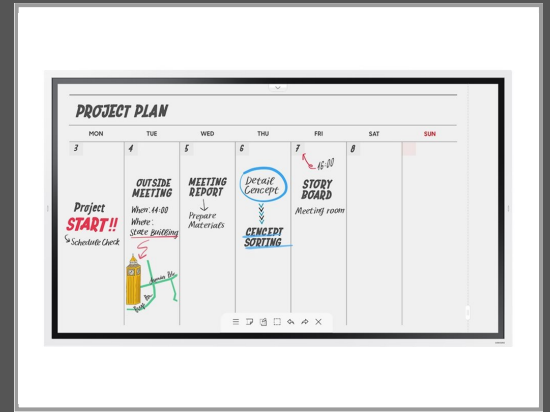 PROJECT PLAN
MON TUE WED THU FRI SAT SUN
3 4 5 6 7 8
16:00
Project
START!!
Schedule Check
OUTSIDE
MEETING
When: 14:00
Where:
State Building
MEETING
REPORT
Prepare
Materials
Detail
Concept
CENCEPT
SORTING
STORY
BOARD
Meeting room